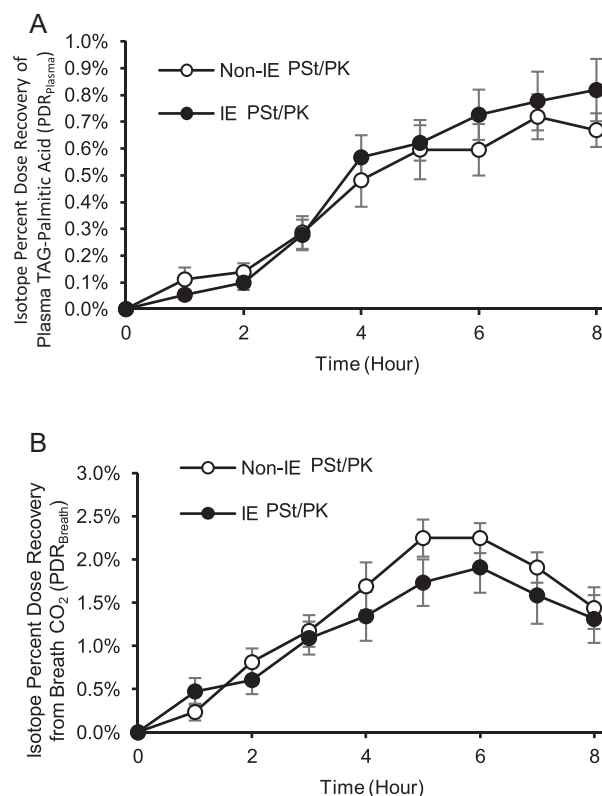 A
Isotope Percent Dose Recovery of
Plasma TAG-Palmitic Acid (PDRPlasma)
1.0%
0.9%
0.8%
0.7%
0.6%
0.5%
0.4%
0.3%
0.2%
0.1%
0.0%
Non-IE PSt/PK
IE PSt/PK
0 2 4 6 8
Time (Hour)
B
Isotope Percent Dose Recovery
from Breath CO2 (PDRBreath)
3.0%
2.5%
2.0%
1.5%
1.0%
0.5%
0.0%
Non-IE PSt/PK
IE PSt/PK
0 2 4 6 8
Time (Hour)